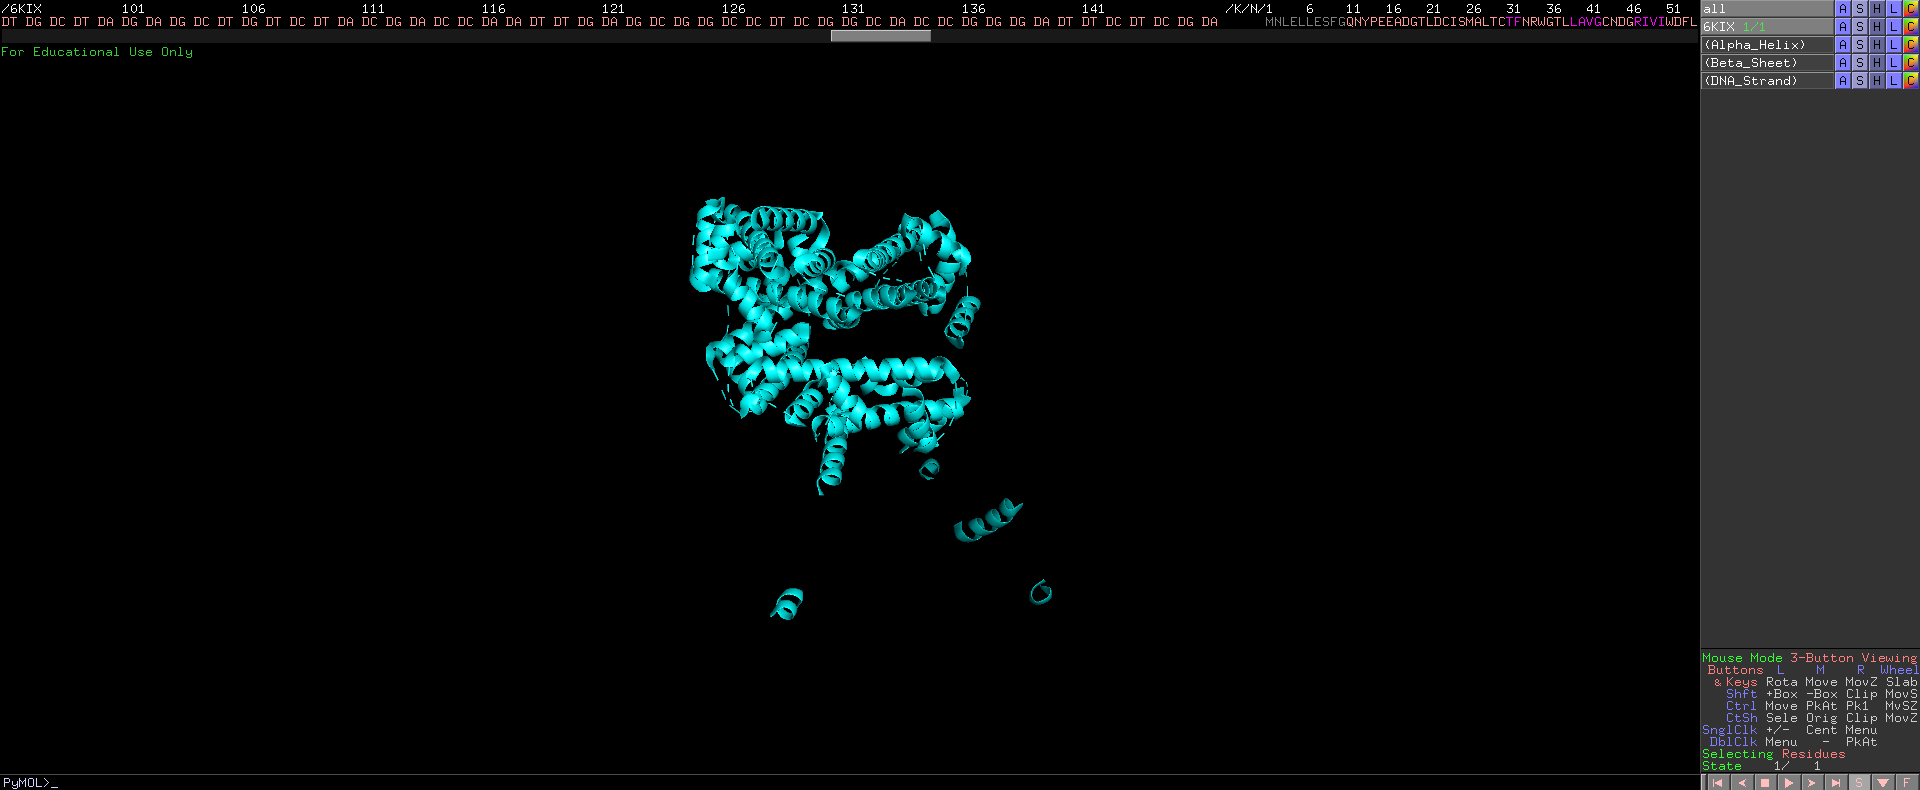 /6KIX 101 106 111 116 121 126 131 136 141 /K/N/1 6 11 16 21 26 31 36 41 46 51
DT DG DC DT DA DG DC DT DG DT DA DC DG DT DA DC DG DC DT DA DG DG DC DC DT DG DT DC DC DT DG DC DC DT DC DG DG DC DA DC DG DG DG DA DT DT DC DT DC DT DC DG DG DA MNLELLESFGQNYPEEADGTLDCISMALTCTFNRWGTLLAVGCNDGRIVIWDFL
For Educational Use Only
all A S H L C
6KIX 1/1 A S H L C
(Alpha_Helix) A S H L C
(Beta_Sheet) A S H L C
(DNA_Strand) A S H L C
Mouse Mode 3-Button Viewing
Buttons L M R Wheel
& Keys Rota Move MovZ Slab
Shft +Box -Box Clip MovS
Ctrl Move PkAt Pk1 MvSZ
CtSh Sele Orig Clip MovZ
SnglClk +/- Cent Menu
DblClk Menu - PkAt
Selecting Residues
State 1/ 1
PyMOL>_
S F